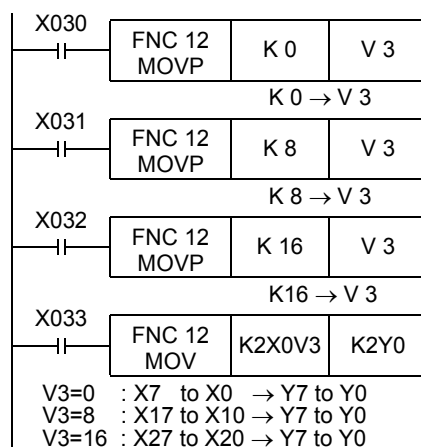 X030
FNC 12 MOVP K 0 V 3
K 0 → V 3
X031
FNC 12 MOVP K 8 V 3
K 8 → V 3
X032
FNC 12 MOVP K 16 V 3
K16 → V 3
X033
FNC 12 MOV K2X0V3 K2Y0
V3=0 : X7 to X0 → Y7 to Y0
V3=8 : X17 to X10 → Y7 to Y0
V3=16 : X27 to X20 → Y7 to Y0